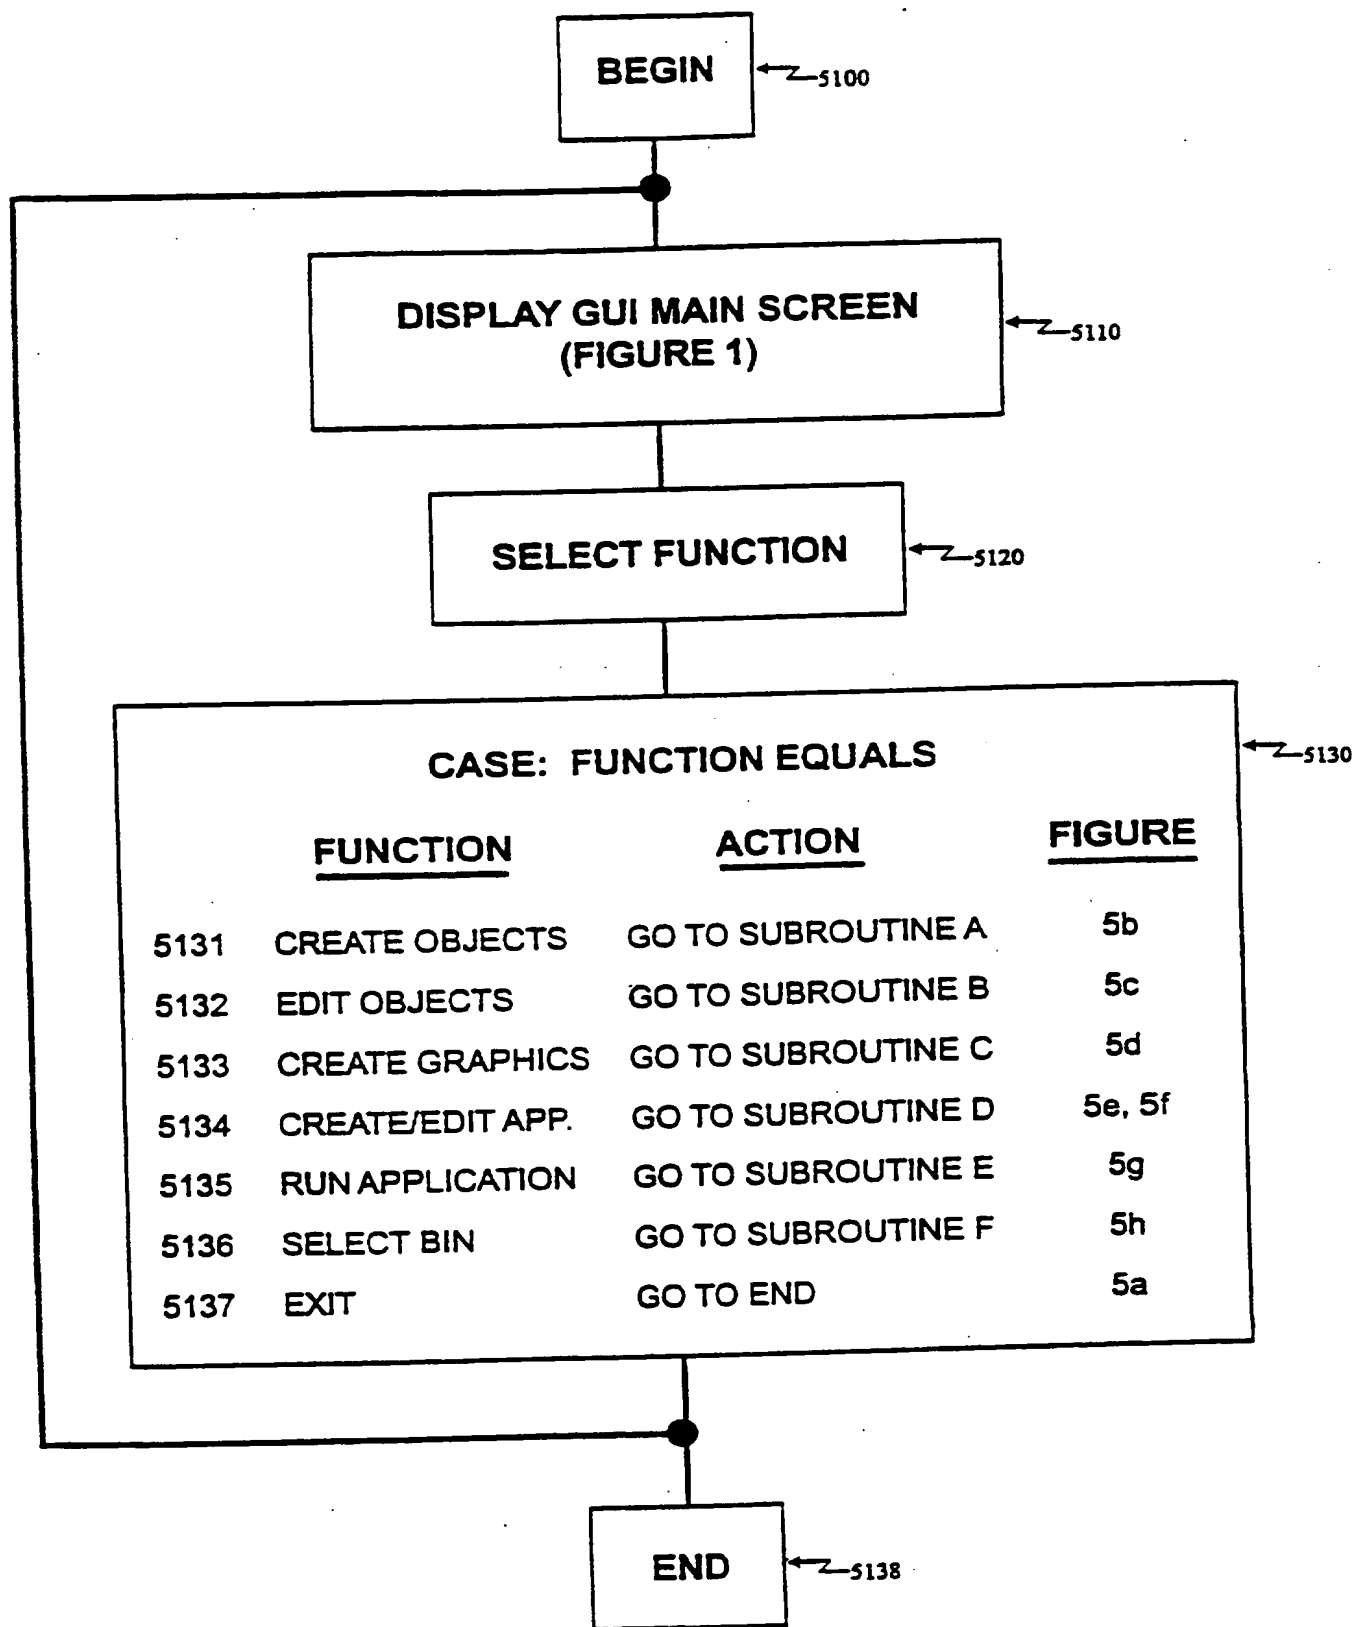 BEGIN
5100
DISPLAY GUI MAIN SCREEN
(FIGURE 1)
5110
SELECT FUNCTION
5120
CASE: FUNCTION EQUALS
5130
FUNCTION ACTION FIGURE
5131 CREATE OBJECTS GO TO SUBROUTINE A 5b
5132 EDIT OBJECTS GO TO SUBROUTINE B 5c
5133 CREATE GRAPHICS GO TO SUBROUTINE C 5d
5134 CREATE/EDIT APP. GO TO SUBROUTINE D 5e, 5f
5135 RUN APPLICATION GO TO SUBROUTINE E 5g
5136 SELECT BIN GO TO SUBROUTINE F 5h
5137 EXIT GO TO END 5a
END
5138